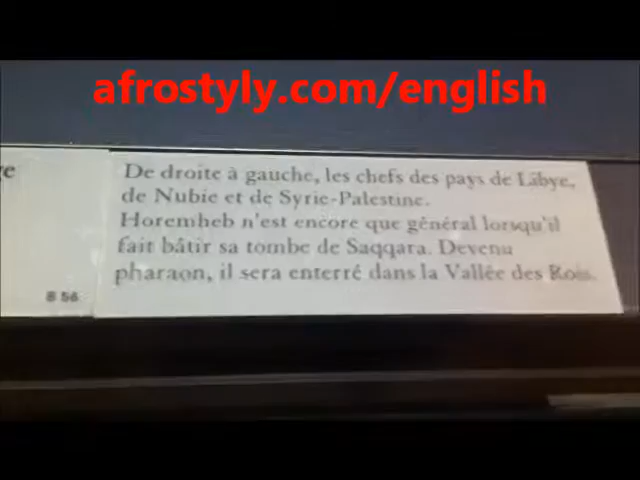 afrostyly.com/english
e
De droite à gauche, les chefs des pays de Libye,
de Nubie et de Syrie-Palestine.
Horemheb n'est encore que général lorsqu'il
fait bâtir sa tombe de Saqqara. Devenu
pharaon, il sera enterré dans la Vallée des Rois.
B 56